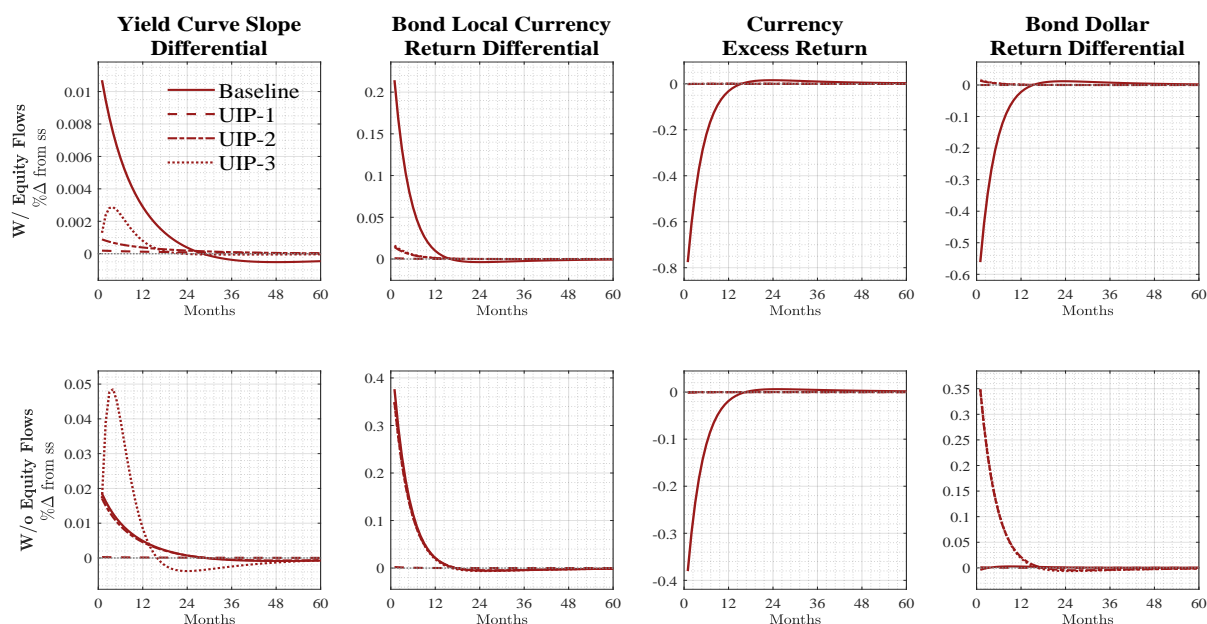 Yield Curve Slope
Differential
Bond Local Currency
Return Differential
Currency
Excess Return
Bond Dollar
Return Differential
W/ Equity Flows
%Δ from ss
0.01
0.008
0.006
0.004
0.002
0
Baseline
UIP-1
UIP-2
UIP-3
0 12 24 36 48 60
Months
0.2
0.15
0.1
0.05
0
0 12 24 36 48 60
Months
0
-0.2
-0.4
-0.6
-0.8
0 12 24 36 48 60
Months
0
-0.1
-0.2
-0.3
-0.4
-0.5
-0.6
0 12 24 36 48 60
Months
W/o Equity Flows
%Δ from ss
0.05
0.04
0.03
0.02
0.01
0
0 12 24 36 48 60
Months
0.4
0.3
0.2
0.1
0
0 12 24 36 48 60
Months
0
-0.1
-0.2
-0.3
-0.4
0 12 24 36 48 60
Months
0.35
0.3
0.25
0.2
0.15
0.1
0.05
0
0 12 24 36 48 60
Months